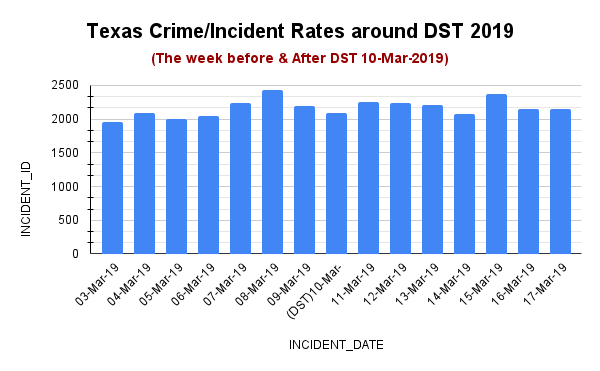 Texas Crime/Incident Rates around DST 2019
(The week before & After DST 10-Mar-2019)
INCIDENT_ID
2500
2000
1500
1000
500
0
03-Mar-19
04-Mar-19
05-Mar-19
06-Mar-19
07-Mar-19
08-Mar-19
09-Mar-19
(DST)10-Mar-
11-Mar-19
12-Mar-19
13-Mar-19
14-Mar-19
15-Mar-19
16-Mar-19
17-Mar-19
INCIDENT_DATE